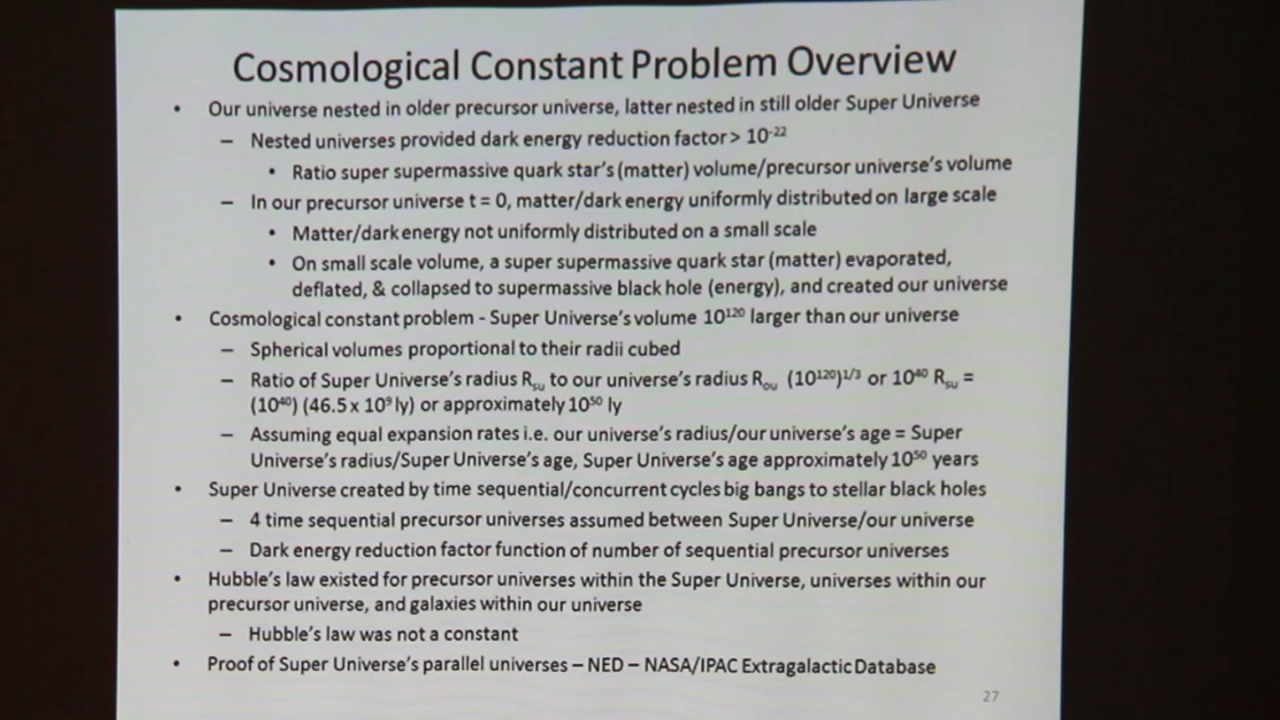 Cosmological Constant Problem Overview
• Our universe nested in older precursor universe, latter nested in still older Super Universe
– Nested universes provided dark energy reduction factor > 10⁻²²
• Ratio super supermassive quark star's (matter) volume/precursor universe's volume
– In our precursor universe t = 0, matter/dark energy uniformly distributed on large scale
• Matter/dark energy not uniformly distributed on a small scale
• On small scale volume, a super supermassive quark star (matter) evaporated,
deflated, & collapsed to supermassive black hole (energy), and created our universe
• Cosmological constant problem - Super Universe's volume 10¹²⁰ larger than our universe
– Spherical volumes proportional to their radii cubed
– Ratio of Super Universe's radius Rsu to our universe's radius Rou (10¹²⁰)1/3 or 10⁴⁰ Rsu =
(10⁴⁰) (46.5 x 10⁹ ly) or approximately 10⁵⁰ ly
– Assuming equal expansion rates i.e. our universe's radius/our universe's age = Super
Universe's radius/Super Universe's age, Super Universe's age approximately 10⁵⁰ years
• Super Universe created by time sequential/concurrent cycles big bangs to stellar black holes
– 4 time sequential precursor universes assumed between Super Universe/our universe
– Dark energy reduction factor function of number of sequential precursor universes
• Hubble's law existed for precursor universes within the Super Universe, universes within our
precursor universe, and galaxies within our universe
– Hubble's law was not a constant
• Proof of Super Universe's parallel universes – NED – NASA/IPAC Extragalactic Database
27